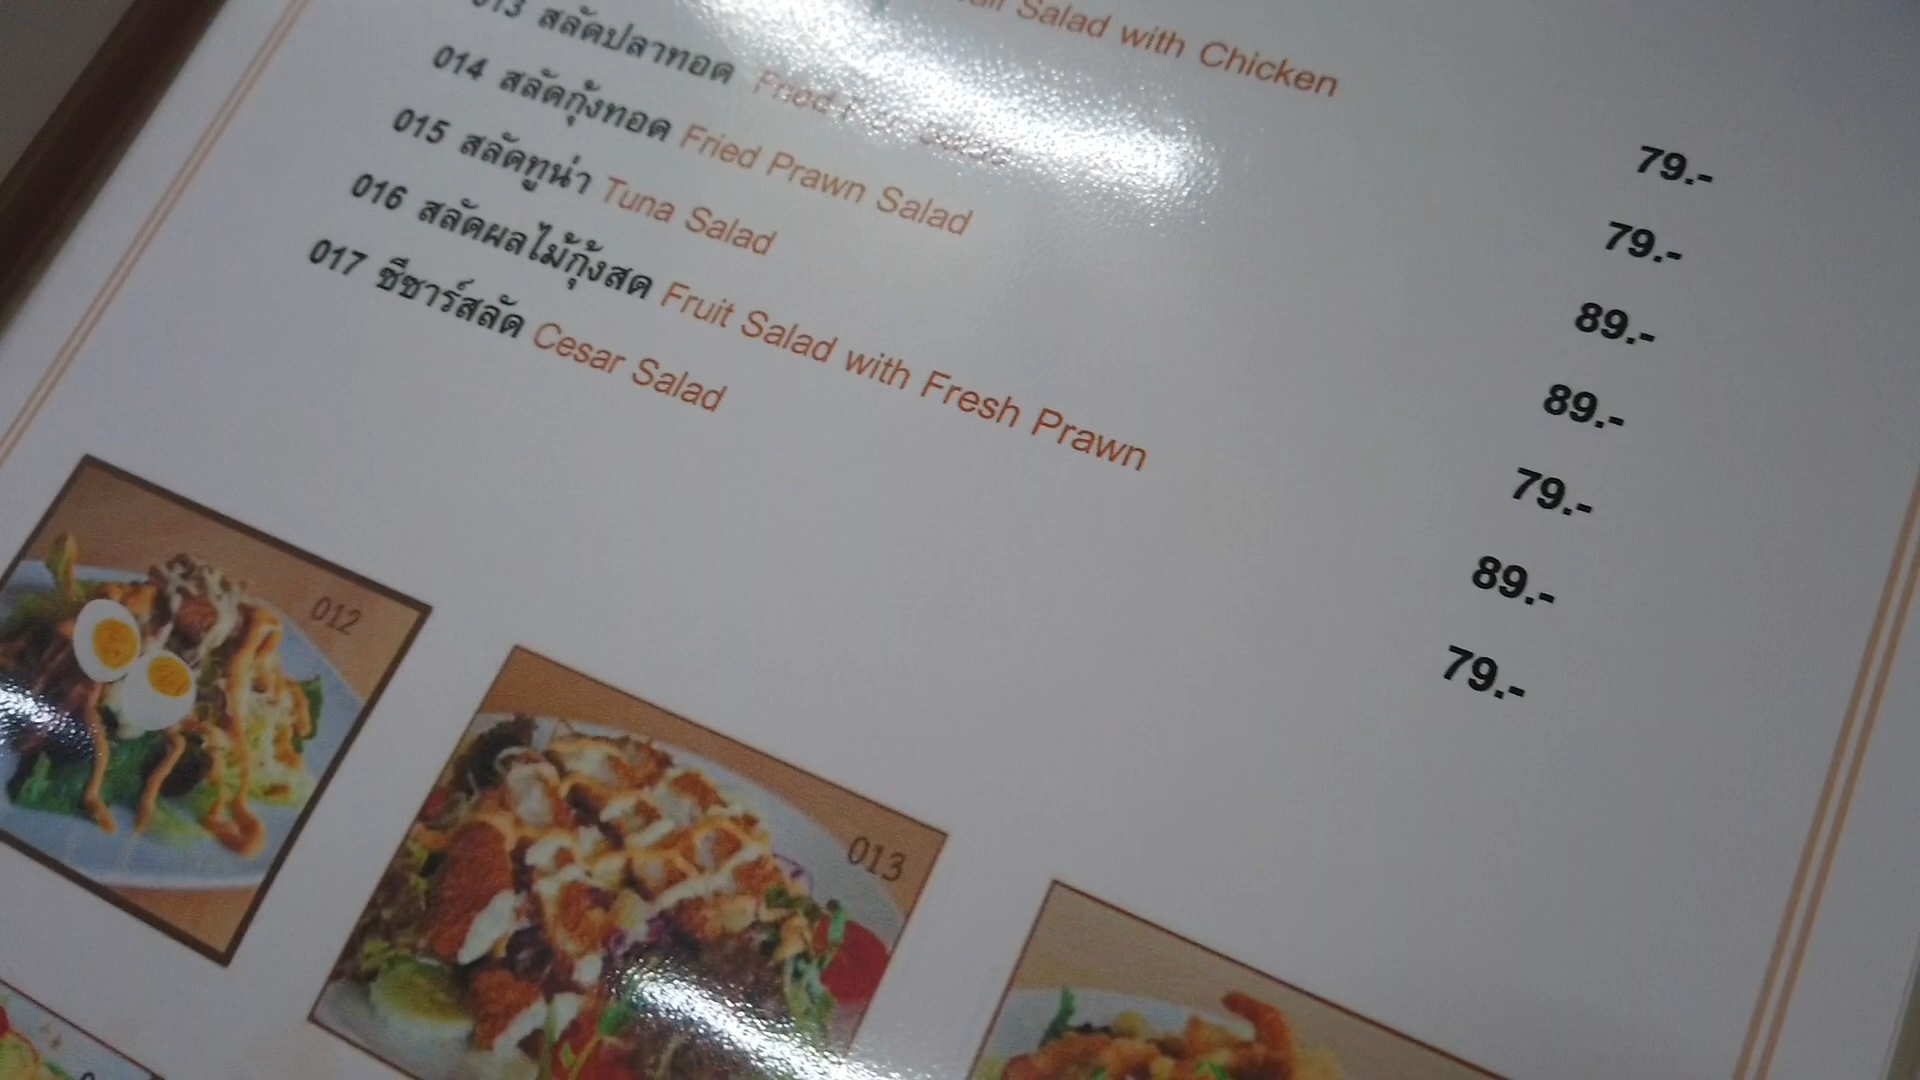 Salad with Chicken
79.-
013 สลัดปลาทอด Fried Salad
79.-
014 สลัดกุ้งทอด Fried Prawn Salad
89.-
015 สลัดทูน่า Tuna Salad
89.-
016 สลัดผลไม้กุ้งสด Fruit Salad with Fresh Prawn
79.-
017 ซีซาร์สลัด Cesar Salad
89.-
79.-
012
013